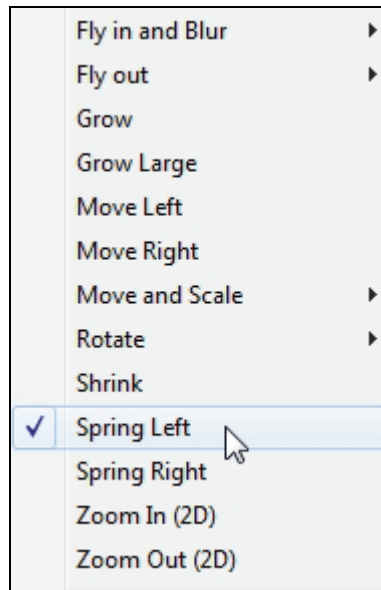 Fly in and Blur
Fly out
Grow
Grow Large
Move Left
Move Right
Move and Scale
Rotate
Shrink
Spring Left
Spring Right
Zoom In (2D)
Zoom Out (2D)